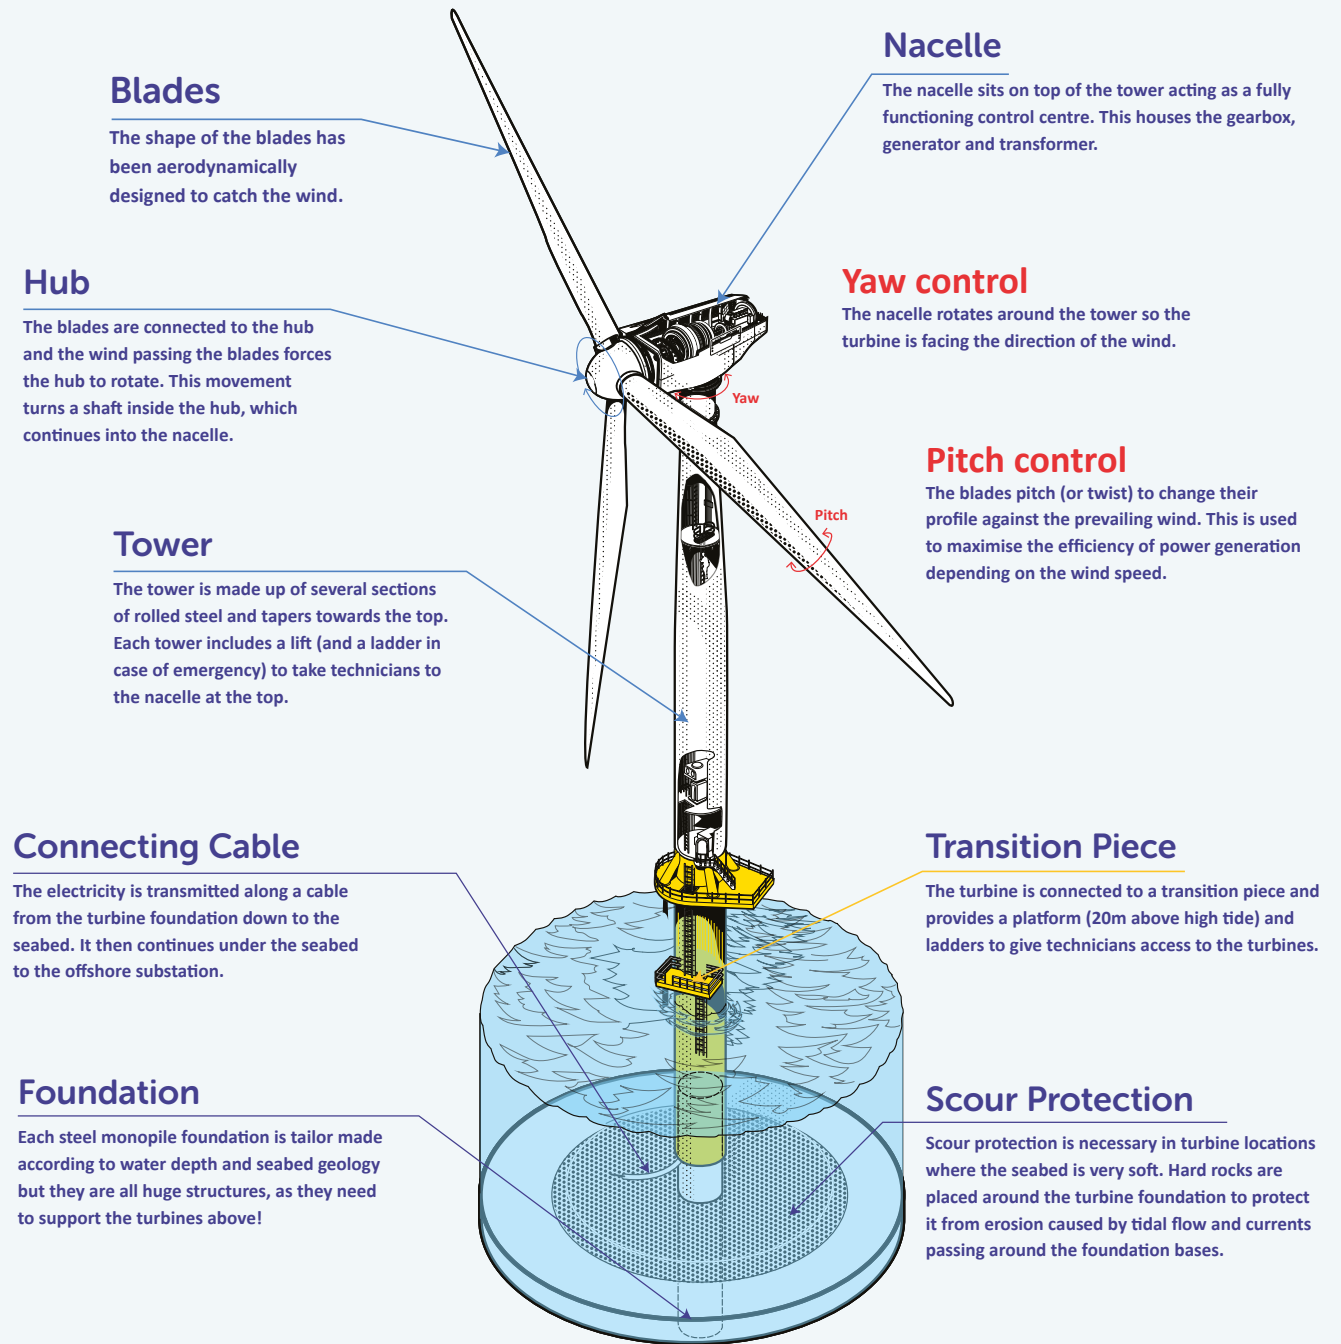 Nacelle
The nacelle sits on top of the tower acting as a fully
functioning control centre. This houses the gearbox,
generator and transformer.
Blades
The shape of the blades has
been aerodynamically
designed to catch the wind.
Hub
The blades are connected to the hub
and the wind passing the blades forces
the hub to rotate. This movement
turns a shaft inside the hub, which
continues into the nacelle.
Yaw control
The nacelle rotates around the tower so the
turbine is facing the direction of the wind.
Yaw
Pitch control
The blades pitch (or twist) to change their
profile against the prevailing wind. This is used
to maximise the efficiency of power generation
depending on the wind speed.
Pitch
Tower
The tower is made up of several sections
of rolled steel and tapers towards the top.
Each tower includes a lift (and a ladder in
case of emergency) to take technicians to
the nacelle at the top.
Connecting Cable
The electricity is transmitted along a cable
from the turbine foundation down to the
seabed. It then continues under the seabed
to the offshore substation.
Transition Piece
The turbine is connected to a transition piece and
provides a platform (20m above high tide) and
ladders to give technicians access to the turbines.
Foundation
Each steel monopile foundation is tailor made
according to water depth and seabed geology
but they are all huge structures, as they need
to support the turbines above!
Scour Protection
Scour protection is necessary in turbine locations
where the seabed is very soft. Hard rocks are
placed around the turbine foundation to protect
it from erosion caused by tidal flow and currents
passing around the foundation bases.